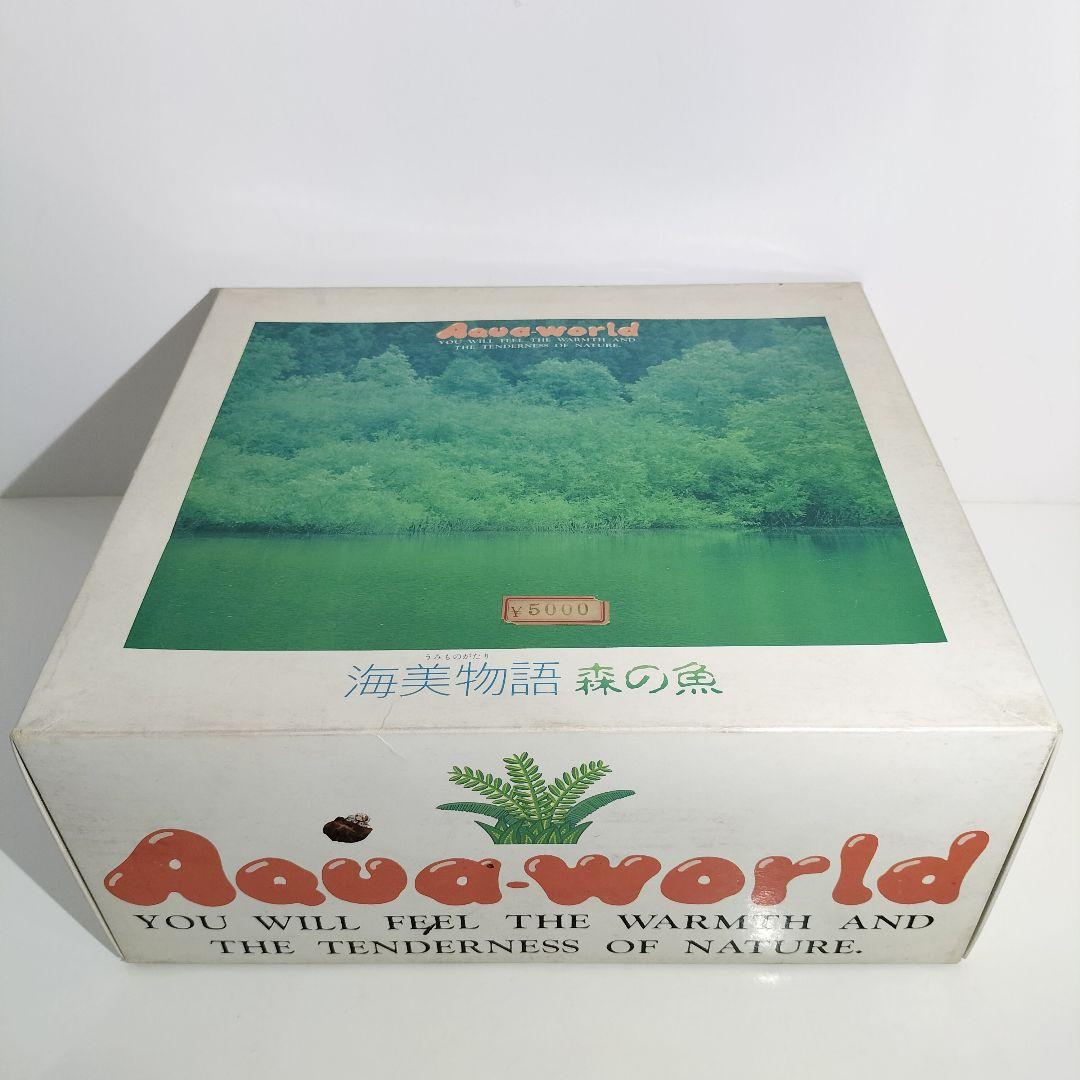 Aqua-world
YOU WILL FEEL THE WARMTH AND
THE TENDERNESS OF NATURE.
¥5000
うみものがたり
海美物語 森の魚
Aqua-world
YOU WILL FEEL THE WARMTH AND
THE TENDERNESS OF NATURE.